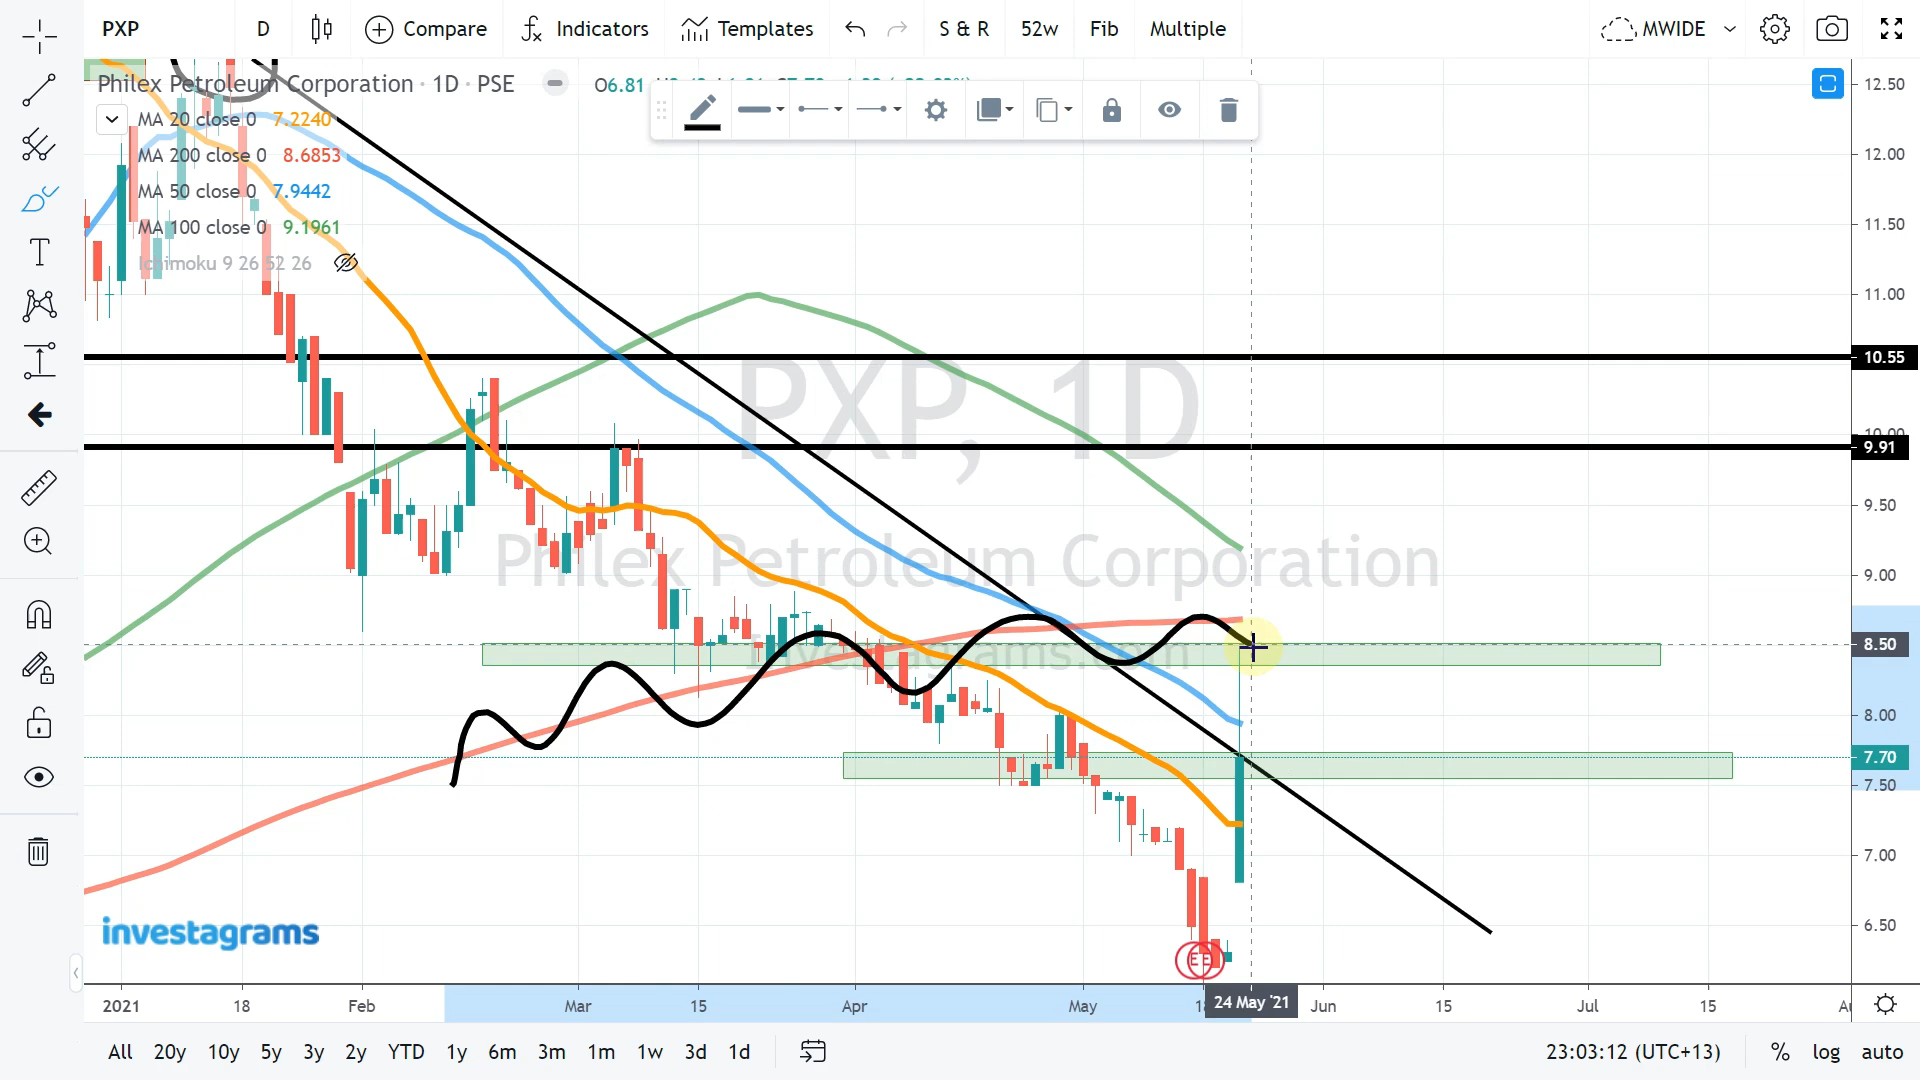 PXP D Compare Indicators Templates S & R 52w Fib Multiple MWIDE
Philex Petroleum Corporation · 1D · PSE O6.81
MA 20 close 0 7.2240
MA 200 close 0 8.6853
MA 50 close 0 7.9442
MA 100 close 0 9.1961
Ichimoku 9 26 52 26
PXP, 1D
Philex Petroleum Corporation
Investagrams.com
12.50
12.00
11.50
11.00
10.55
10.00
9.91
9.50
9.00
8.50
8.00
7.70
7.50
7.00
6.50
investagrams
E E
2021 18 Feb Mar 15 Apr May 24 May '21 Jun 15 Jul 15
All 20y 10y 5y 3y 2y YTD 1y 6m 3m 1m 1w 3d 1d 23:03:12 (UTC+13) % log auto